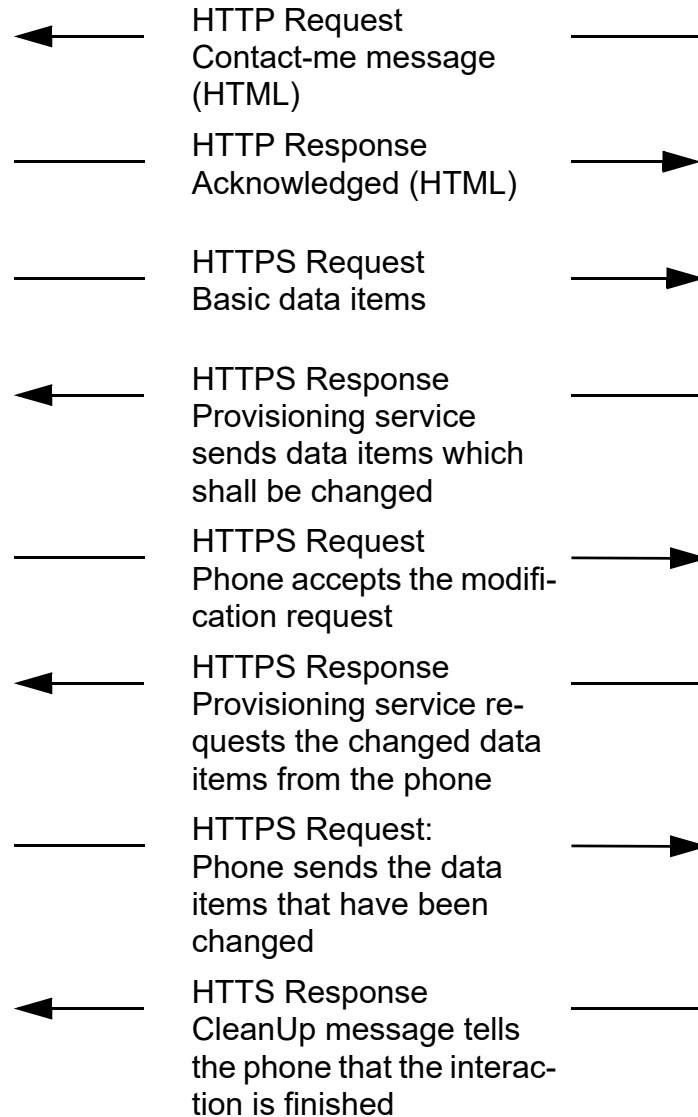 HTTP Request
Contact-me message
(HTML)
HTTP Response
Acknowledged (HTML)
HTTPS Request
Basic data items
HTTPS Response
Provisioning service
sends data items which
shall be changed
HTTPS Request
Phone accepts the modifi-
cation request
HTTPS Response
Provisioning service re-
quests the changed data
items from the phone
HTTPS Request:
Phone sends the data
items that have been
changed
HTTS Response
CleanUp message tells
the phone that the interac-
tion is finished